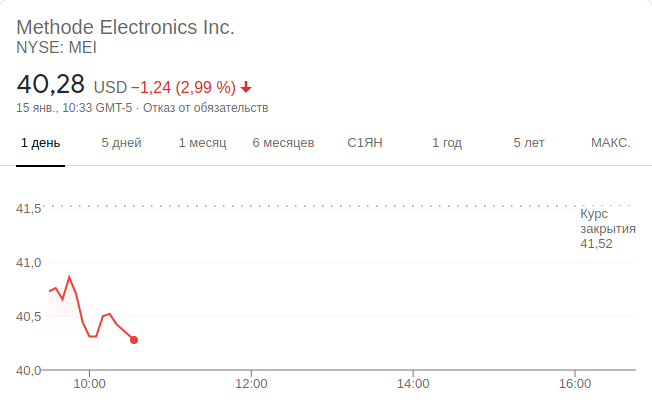 Methode Electronics Inc.
NYSE: MEI
40,28 USD −1,24 (2,99 %)
15 янв., 10:33 GMT-5 · Отказ от обязательств
1 день 5 дней 1 месяц 6 месяцев С1ЯН 1 год 5 лет МАКС.
41,5
Курс
закрытия
41,52
41,0
40,5
40,0
10:00 12:00 14:00 16:00